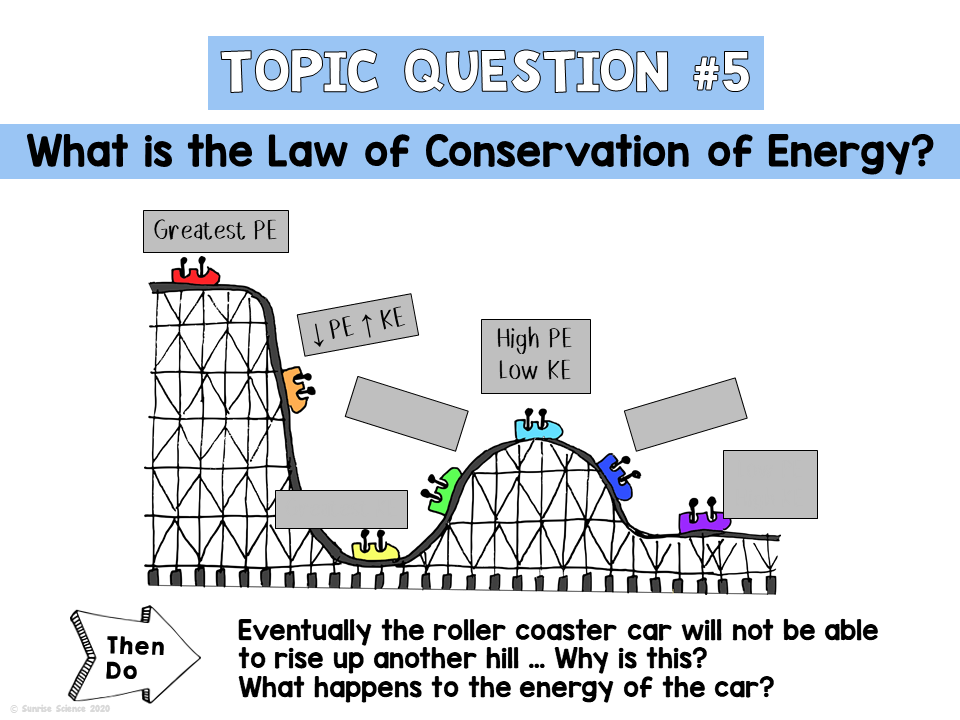 TOPIC QUESTION #5
What is the Law of Conservation of Energy?
Greatest PE
↓ PE ↑ KE
High PE
Low KE
Then
Do
Eventually the roller coaster car will not be able
to rise up another hill ... Why is this?
What happens to the energy of the car?
© Sunrise Science 2020